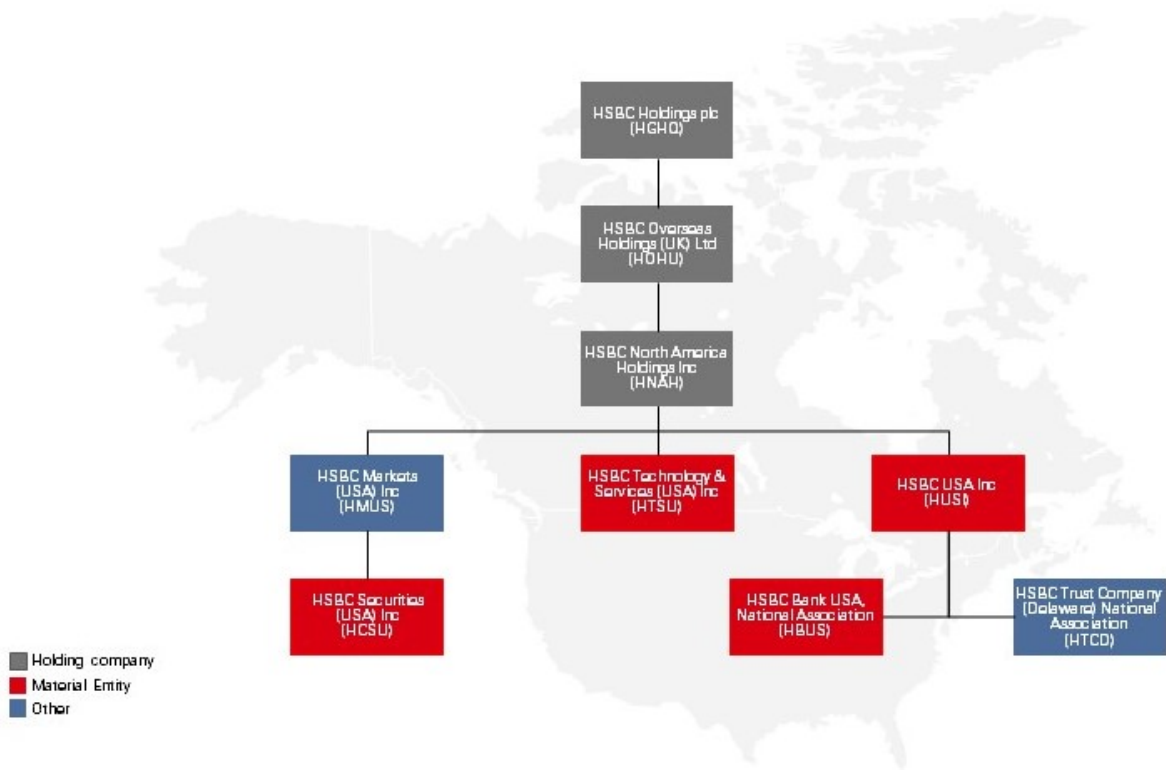 HSBC Holdings plc
(HGHQ)
HSBC Overseas
Holdings (UK) Ltd
(HOHU)
HSBC North America
Holdings Inc
(HNAH)
HSBC Markets
(USA) Inc
(HMUS)
HSBC Technology &
Services (USA) Inc
(HTSU)
HSBC USA Inc
(HUSI)
HSBC Securities
(USA) Inc
(HCSU)
HSBC Bank USA,
National Association
(HBUS)
HSBC Trust Company
(Delaware) National
Association
(HTCD)
Holding company
Material Entity
Other